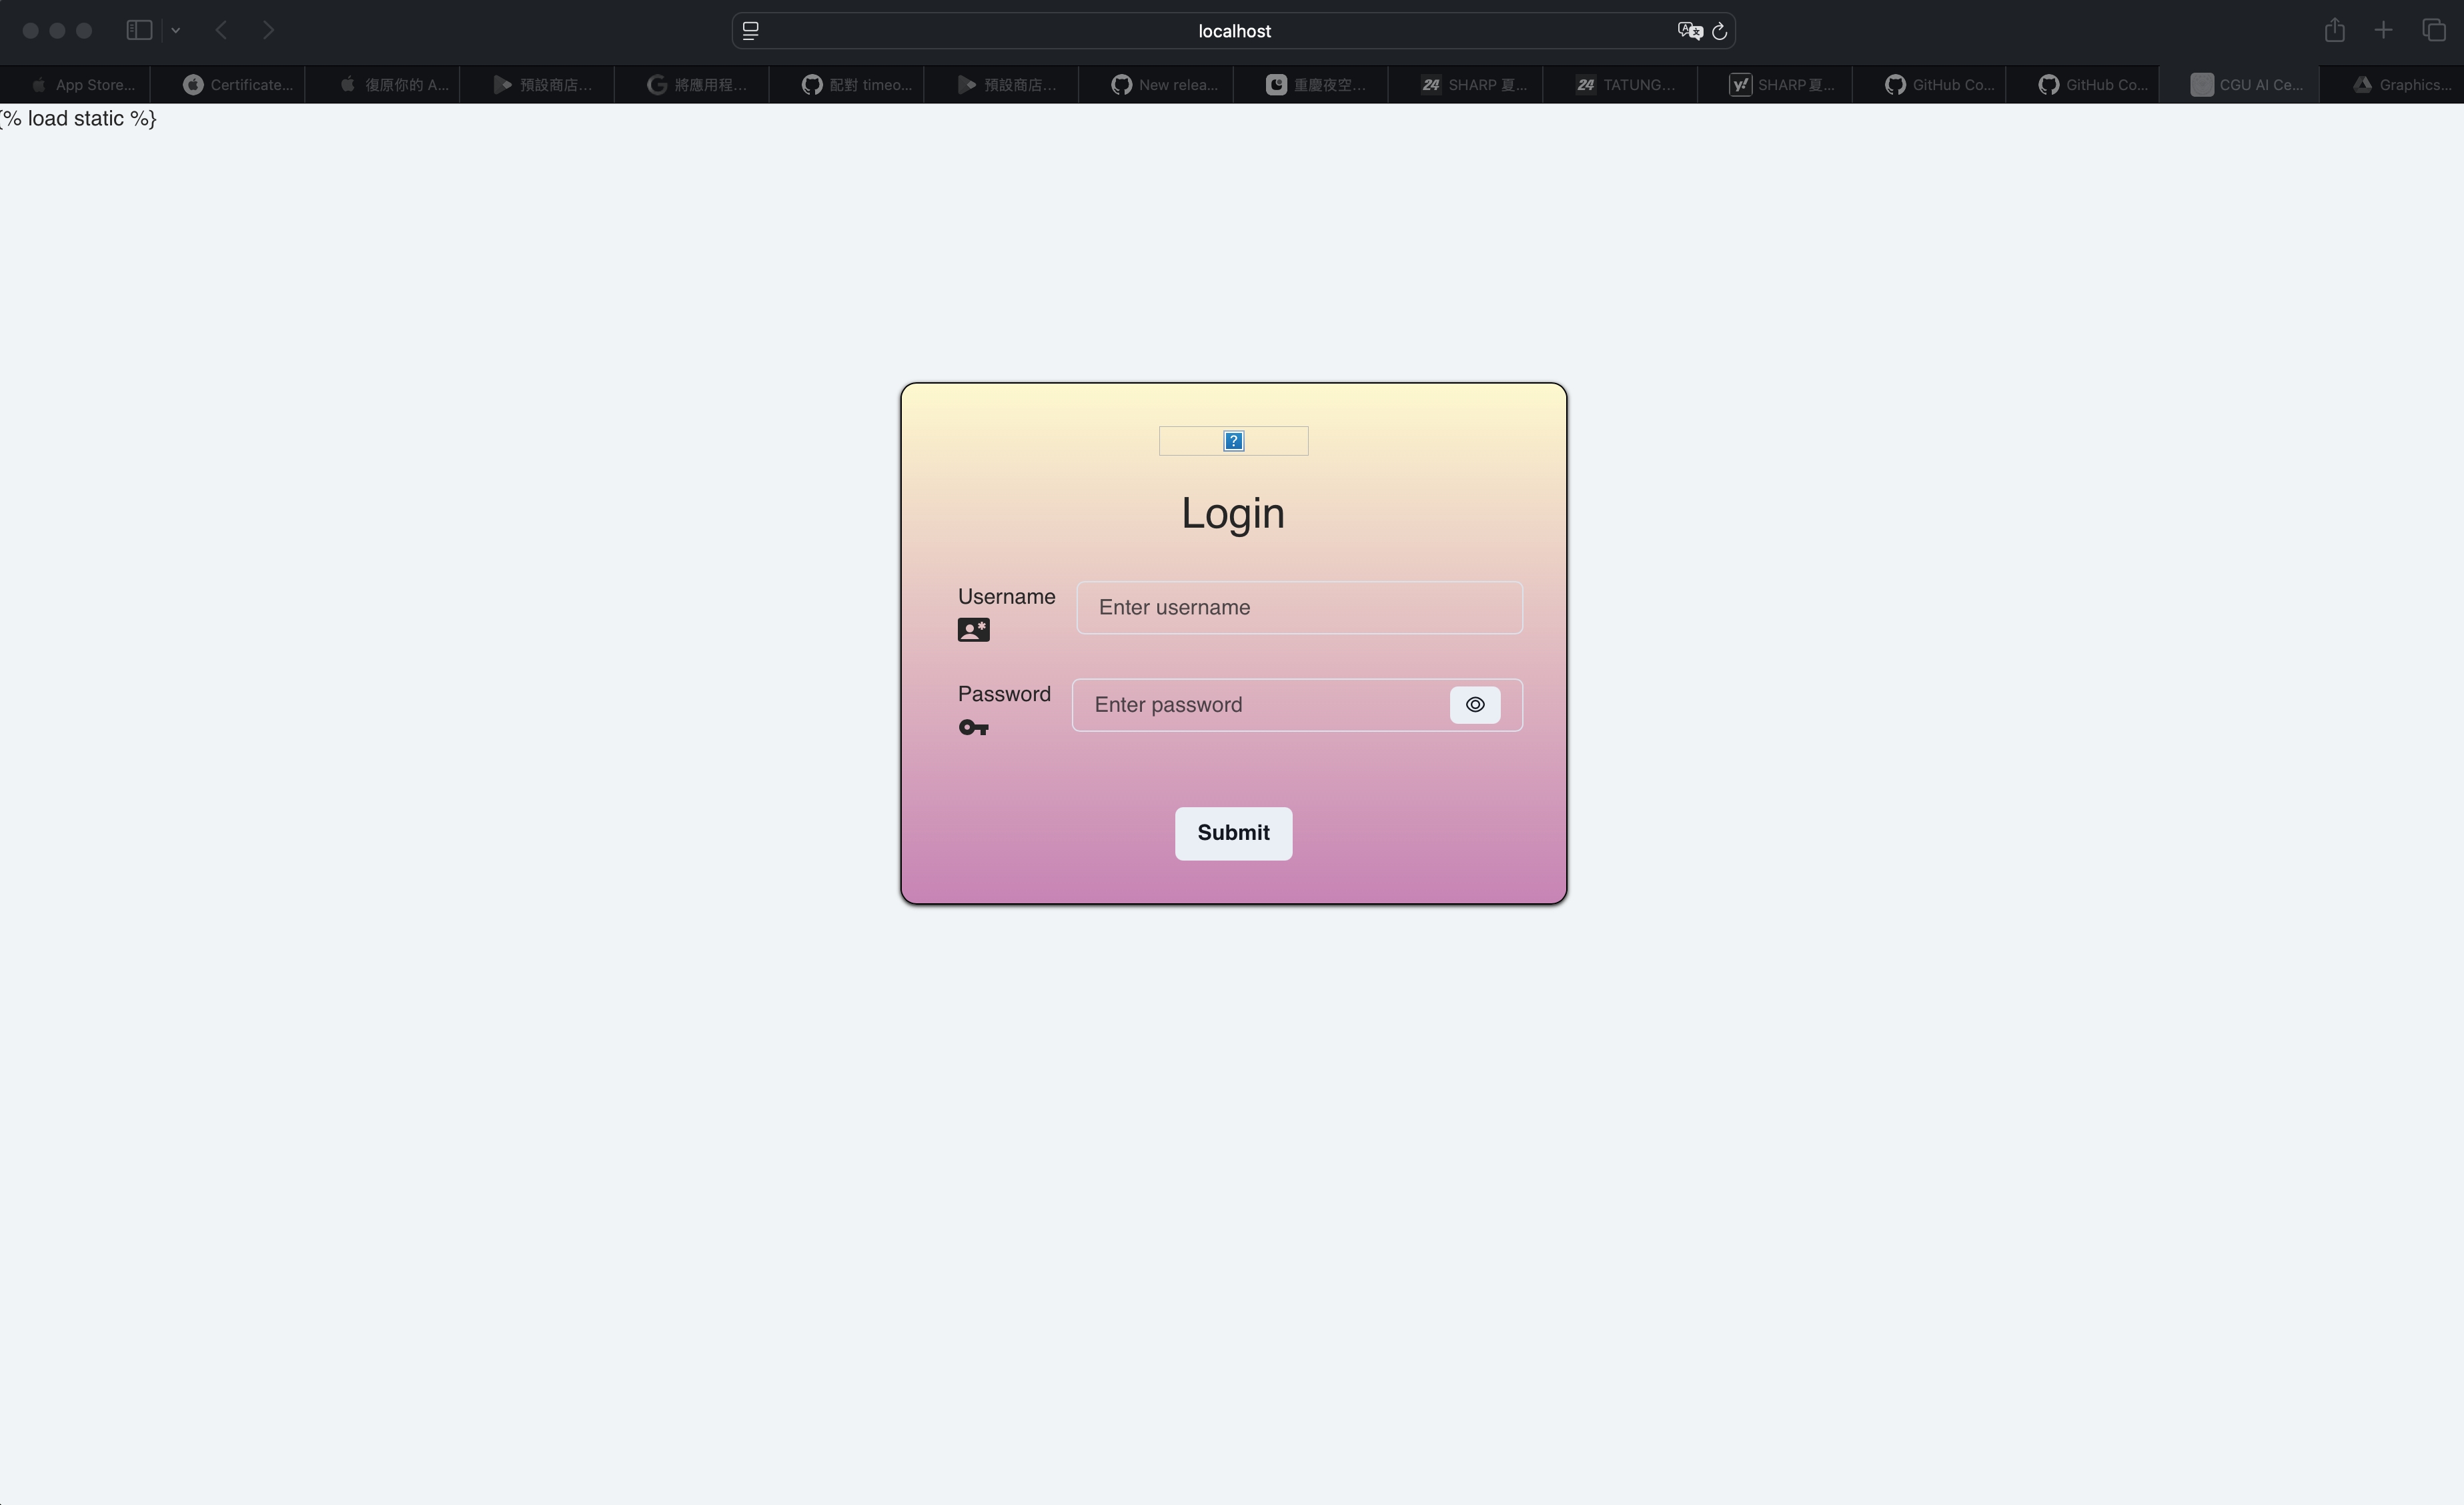 localhost
App Store...
Certificate...
復原你的 A...
預設商店...
將應用程...
配對 timeo...
預設商店...
New relea...
重慶夜空...
24 SHARP 夏...
24 TATUNG...
y! SHARP 夏...
GitHub Co...
GitHub Co...
CGU AI Ce...
Graphics...
{% load static %}
Login
Username
Enter username
Password
Enter password
Submit